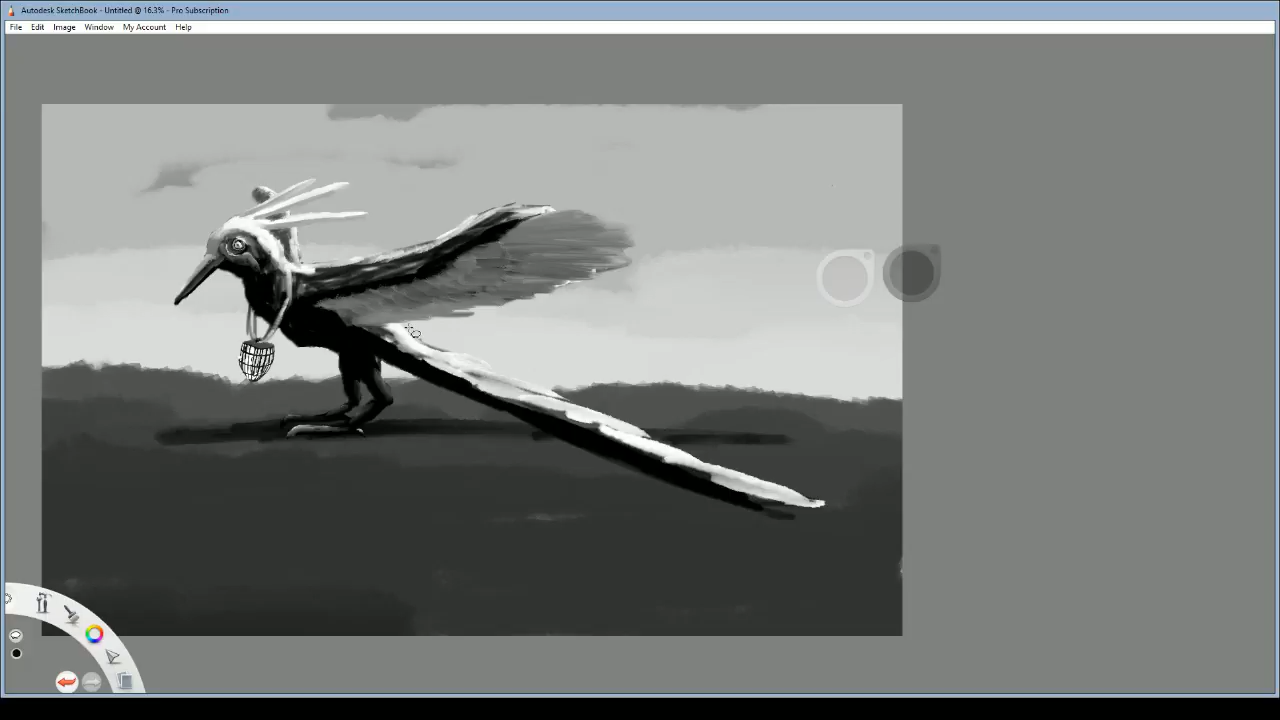 Autodesk SketchBook - Untitled @ 16.3% - Pro Subscription
File Edit Image Window My Account Help